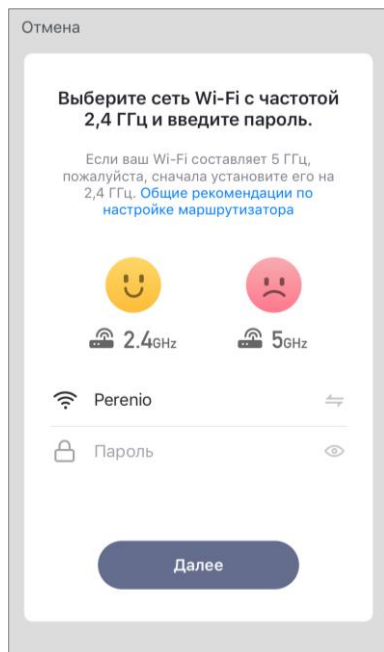 Отмена
Выберите сеть Wi-Fi с частотой
2,4 ГГц и введите пароль.
Если ваш Wi-Fi составляет 5 ГГц,
пожалуйста, сначала установите его на
2,4 ГГц. Общие рекомендации по
настройке маршрутизатора
2.4GHz 5GHz
Perenio
Пароль
Далее